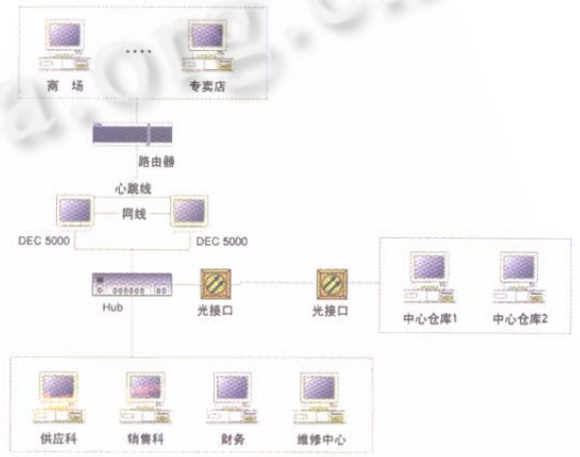 商 场
专卖店
路由器
心跳线
网线
DEC 5000
DEC 5000
Hub
光接口
光接口
中心仓库1
中心仓库2
供应科
销售科
财务
维修中心